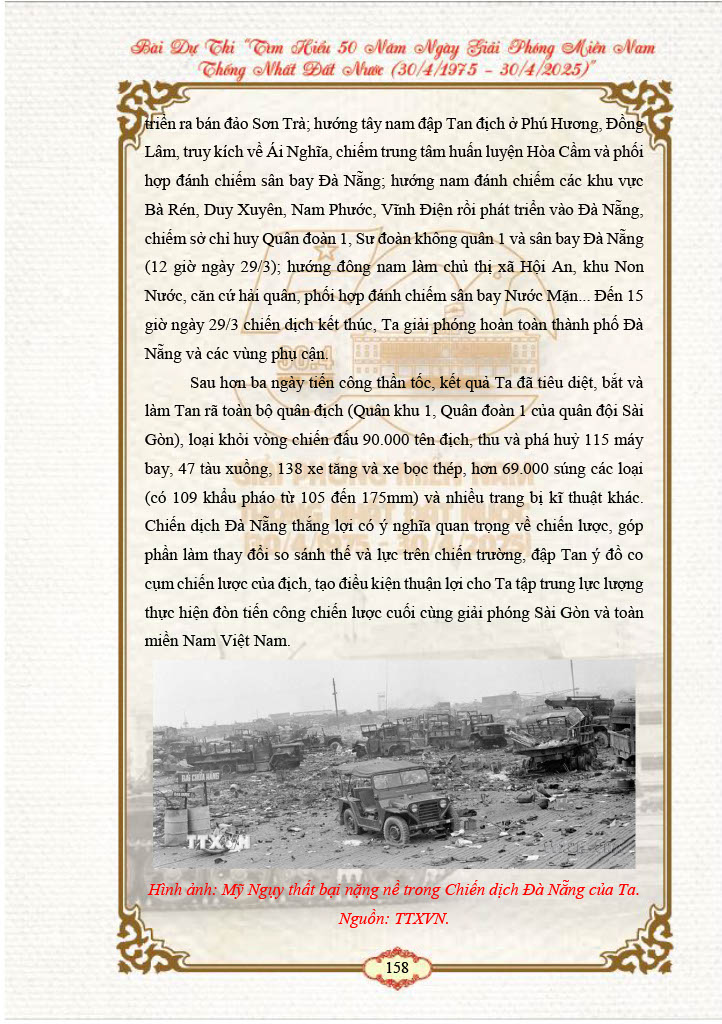 Bài Dự Thi “Tìm Hiểu 50 Năm Ngày Giải Phóng Miền Nam
Thống Nhất Đất Nước (30/4/1975 – 30/4/2025)”
triển ra bán đảo Sơn Trà; hướng tây nam đập Tan địch ở Phú Hương, Đồng
Lâm, truy kích về Ái Nghĩa, chiếm trung tâm huấn luyện Hòa Cầm và phối
hợp đánh chiếm sân bay Đà Nẵng; hướng nam đánh chiếm các khu vực
Bà Rén, Duy Xuyên, Nam Phước, Vĩnh Điện rồi phát triển vào Đà Nẵng,
chiếm sở chỉ huy Quân đoàn 1, Sư đoàn không quân 1 và sân bay Đà Nẵng
(12 giờ ngày 29/3); hướng đông nam làm chủ thị xã Hội An, khu Non
Nước, căn cứ hải quân, phối hợp đánh chiếm sân bay Nước Mặn... Đến 15
giờ ngày 29/3 chiến dịch kết thúc, Ta giải phóng hoàn toàn thành phố Đà
Nẵng và các vùng phụ cận.
Sau hơn ba ngày tiến công thần tốc, kết quả Ta đã tiêu diệt, bắt và
làm Tan rã toàn bộ quân địch (Quân khu 1, Quân đoàn 1 của quân đội Sài
Gòn), loại khỏi vòng chiến đấu 90.000 tên địch, thu và phá huỷ 115 máy
bay, 47 tàu xuồng, 138 xe tăng và xe bọc thép, hơn 69.000 súng các loại
(có 109 khẩu pháo từ 105 đến 175mm) và nhiều trang bị kĩ thuật khác.
Chiến dịch Đà Nẵng thắng lợi có ý nghĩa quan trọng về chiến lược, góp
phần làm thay đổi so sánh thế và lực trên chiến trường, đập Tan ý đồ co
cụm chiến lược của địch, tạo điều kiện thuận lợi cho Ta tập trung lực lượng
thực hiện đòn tiến công chiến lược cuối cùng giải phóng Sài Gòn và toàn
miền Nam Việt Nam.
BAI CHUA HANG
TTXVN
Hình ảnh: Mỹ Ngụy thất bại nặng nề trong Chiến dịch Đà Nẵng của Ta.
Nguồn: TTXVN.
158